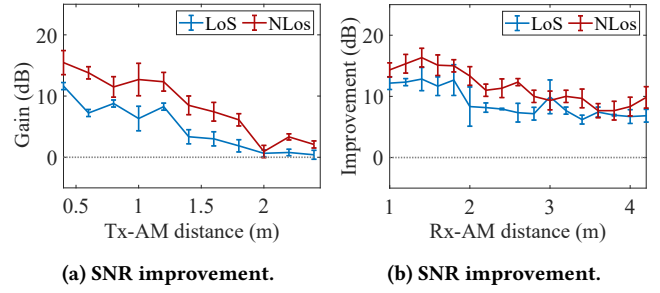 LoS NLos
20
10
0
Gain (dB)
0.5 1 1.5 2
Tx-AM distance (m)
(a) SNR improvement.
LoS NLos
20
10
0
Improvement (dB)
1 2 3 4
Rx-AM distance (m)
(b) SNR improvement.